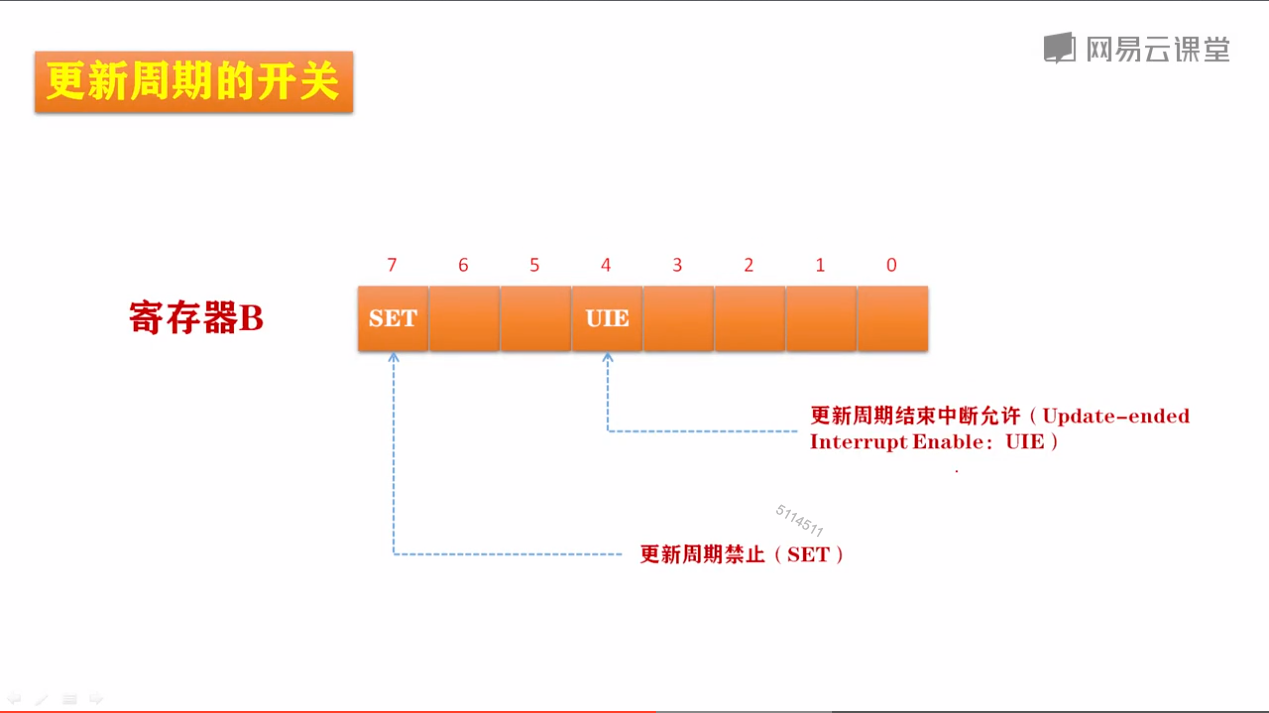 网易云课堂
更新周期的开关
7 6 5 4 3 2 1 0
寄存器B
SET
UIE
更新周期结束中断允许（Update-ended
Interrupt Enable：UIE）
5114511
更新周期禁止（SET）